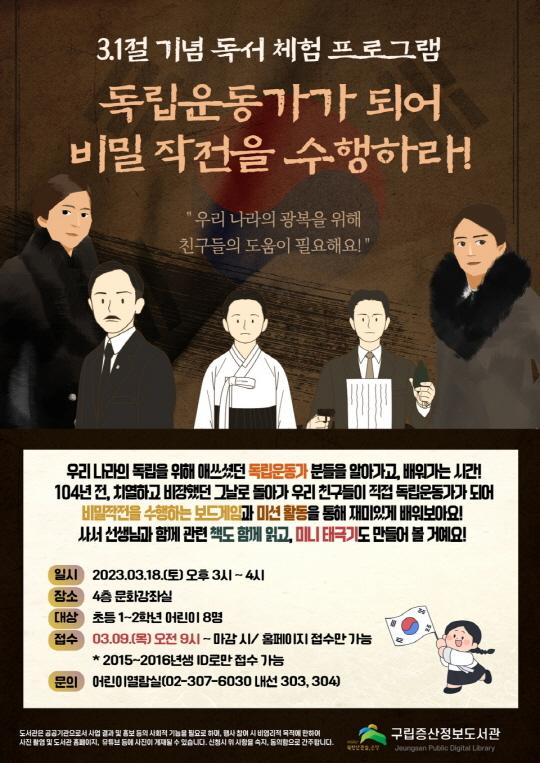 3.1절 기념 독서 체험 프로그램
독립운동가가 되어
비밀 작전을 수행하라!
" 우리 나라의 광복을 위해
친구들의 도움이 필요해요! "
우리 나라의 독립을 위해 애쓰셨던 독립운동가 분들을 알아가고, 배워가는 시간!
104년 전, 치열하고 비장했던 그날로 돌아가 우리 친구들이 직접 독립운동가가 되어
비밀작전을 수행하는 보드게임과 미션 활동을 통해 재미있게 배워보아요!
사서 선생님과 함께 관련 책도 함께 읽고, 미니 태극기도 만들어 볼 거예요!
일시 2023.03.18.(토) 오후 3시 ~ 4시
장소 4층 문화강좌실
대상 초등 1~2학년 어린이 8명
접수 03.09.(목) 오전 9시 ~ 마감 시/ 홈페이지 접수만 가능
* 2015~2016년생 ID로만 접수 가능
문의 어린이열람실(02-307-6030 내선 303, 304)
도서관은 공공기관으로서 사업 결과 및 홍보 등의 사회적 기능을 필요로 하며, 행사 참여 시 비영리적 목적에 한하여
사진 촬영 및 도서관 홈페이지, 유튜브 등에 사진이 게재될 수 있습니다. 신청시 위 사항을 숙지, 동의함으로 간주합니다.
구립증산정보도서관
Jeungsan Public Digital Library